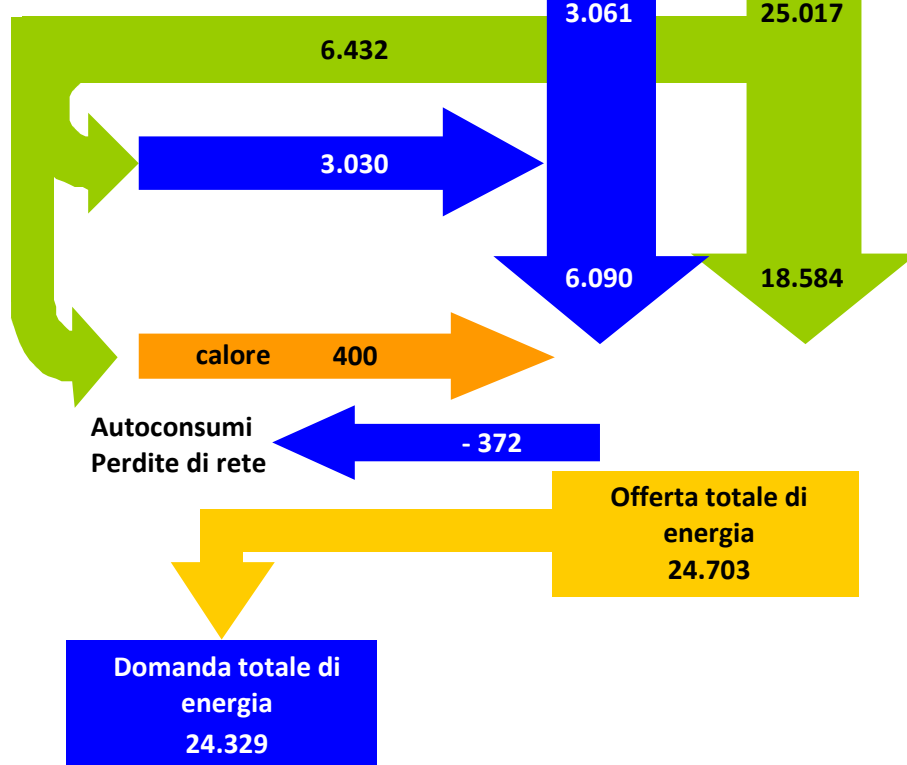 3.061
25.017
6.432
3.030
6.090
18.584
calore 400
Autoconsumi
Perdite di rete
- 372
Offerta totale di
energia
24.703
Domanda totale di
energia
24.329